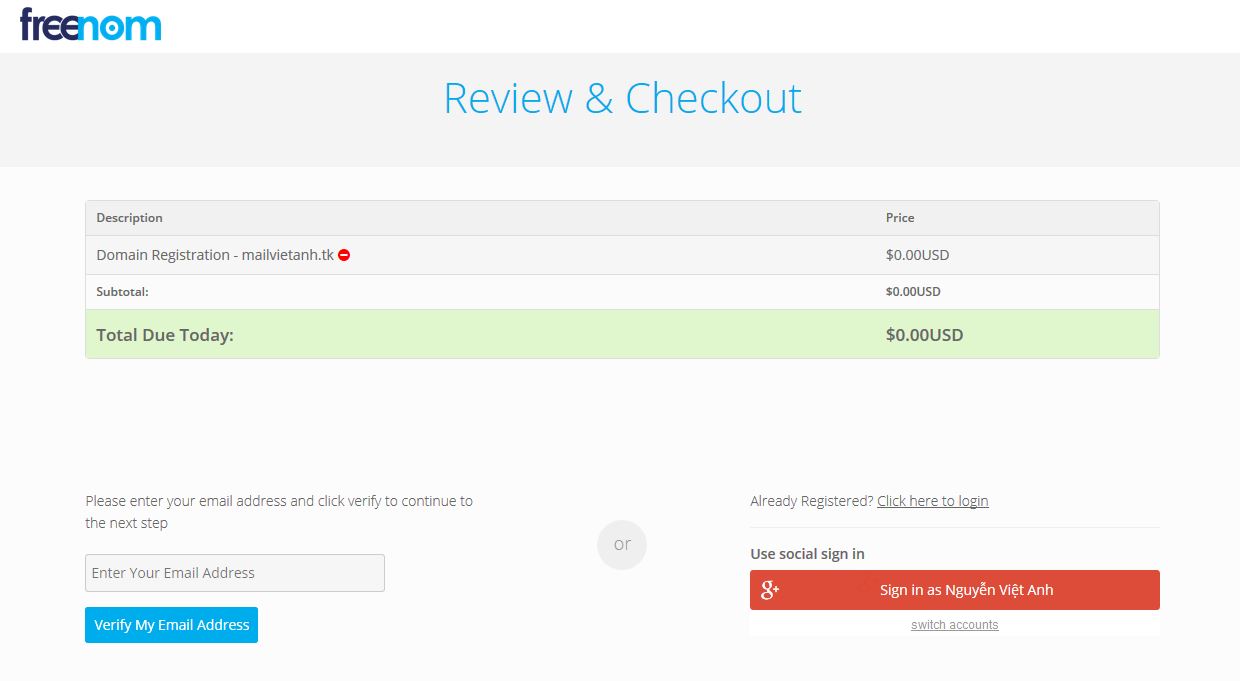 freenom
Review & Checkout
Description Price
Domain Registration - mailvietanh.tk $0.00USD
Subtotal: $0.00USD
Total Due Today: $0.00USD
Please enter your email address and click verify to continue to
the next step
Enter Your Email Address
Verify My Email Address
or
Already Registered? Click here to login
Use social sign in
g+ Sign in as Nguyễn Việt Anh
switch accounts